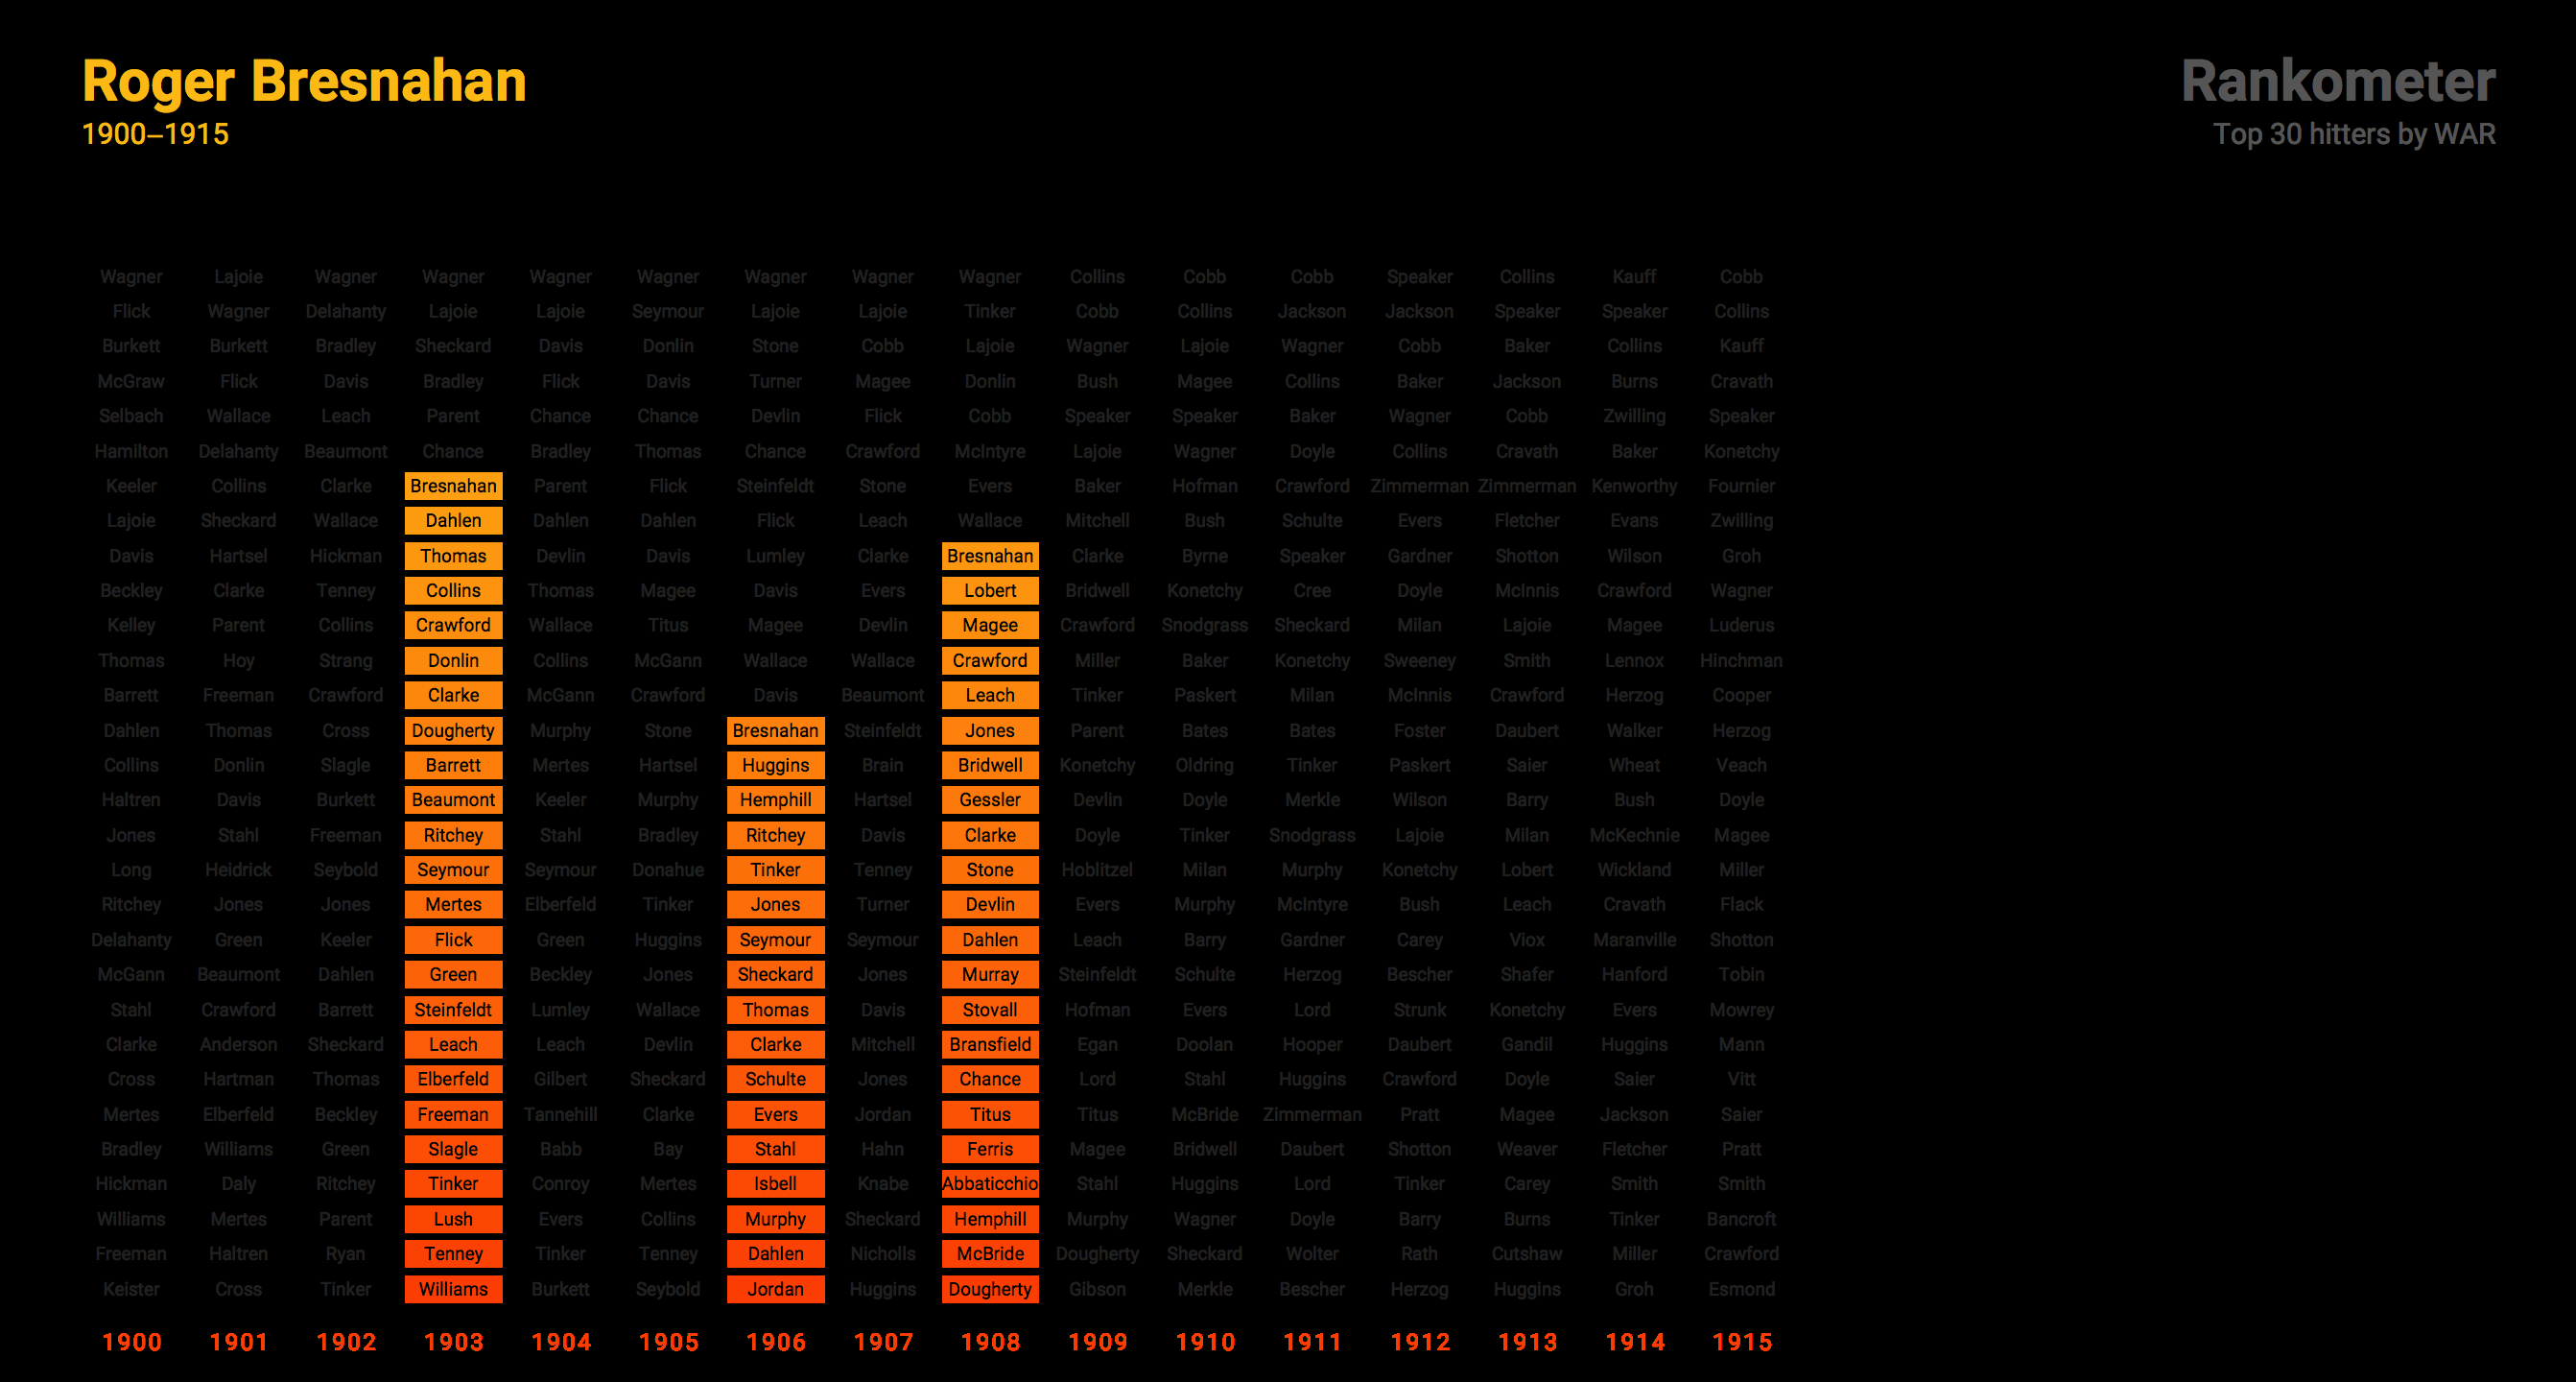 Roger Bresnahan
1900–1915
Rankometer
Top 30 hitters by WAR
Wagner Lajoie Wagner Wagner Wagner Wagner Wagner Wagner Wagner Collins Cobb Cobb Speaker Collins Kauff Cobb
Flick Wagner Delahanty Lajoie Lajoie Seymour Lajoie Lajoie Tinker Cobb Collins Jackson Jackson Speaker Speaker Collins
Burkett Burkett Bradley Sheckard Davis Donlin Stone Cobb Lajoie Wagner Lajoie Wagner Cobb Baker Collins Kauff
McGraw Flick Davis Bradley Flick Davis Turner Magee Donlin Bush Magee Collins Baker Jackson Burns Cravath
Selbach Wallace Leach Parent Chance Chance Devlin Flick Cobb Speaker Speaker Baker Wagner Cobb Zwilling Speaker
Hamilton Delahanty Beaumont Chance Bradley Thomas Chance Crawford McIntyre Lajoie Wagner Doyle Collins Cravath Baker Konetchy
Keeler Collins Clarke Bresnahan Parent Flick Steinfeldt Stone Evers Baker Hofman Crawford Zimmerman Zimmerman Kenworthy Fournier
Lajoie Sheckard Wallace Dahlen Dahlen Dahlen Flick Leach Wallace Mitchell Bush Schulte Evers Fletcher Evans Zwilling
Davis Hartsel Hickman Thomas Devlin Davis Lumley Clarke Bresnahan Clarke Byrne Speaker Gardner Shotton Wilson Groh
Beckley Clarke Tenney Collins Thomas Magee Davis Evers Lobert Bridwell Konetchy Cree Doyle McInnis Crawford Wagner
Kelley Parent Collins Crawford Wallace Titus Magee Devlin Magee Crawford Snodgrass Sheckard Milan Lajoie Magee Luderus
Thomas Hoy Strang Donlin Collins McGann Wallace Wallace Crawford Miller Baker Konetchy Sweeney Smith Lennox Hinchman
Barrett Freeman Crawford Clarke McGann Crawford Davis Beaumont Leach Tinker Paskert Milan McInnis Crawford Herzog Cooper
Dahlen Thomas Cross Dougherty Murphy Stone Bresnahan Steinfeldt Jones Parent Bates Bates Foster Daubert Walker Herzog
Collins Donlin Slagle Barrett Mertes Hartsel Huggins Brain Bridwell Konetchy Oldring Tinker Paskert Saier Wheat Veach
Haltren Davis Burkett Beaumont Keeler Murphy Hemphill Hartsel Gessler Devlin Doyle Merkle Wilson Barry Bush Doyle
Jones Stahl Freeman Ritchey Stahl Bradley Ritchey Davis Clarke Doyle Tinker Snodgrass Lajoie Milan McKechnie Magee
Long Heidrick Seybold Seymour Seymour Donahue Tinker Tenney Stone Hoblitzel Milan Murphy Konetchy Lobert Wickland Miller
Ritchey Jones Jones Mertes Elberfeld Tinker Jones Turner Devlin Evers Murphy McIntyre Bush Leach Cravath Flack
Delahanty Green Keeler Flick Green Huggins Seymour Seymour Dahlen Leach Barry Gardner Carey Viox Maranville Shotton
McGann Beaumont Dahlen Green Beckley Jones Sheckard Jones Murray Steinfeldt Schulte Herzog Bescher Shafer Hanford Tobin
Stahl Crawford Barrett Steinfeldt Lumley Wallace Thomas Davis Stovall Hofman Evers Lord Strunk Konetchy Evers Mowrey
Clarke Anderson Sheckard Leach Leach Devlin Clarke Mitchell Bransfield Egan Doolan Hooper Daubert Gandil Huggins Mann
Cross Hartman Thomas Elberfeld Gilbert Sheckard Schulte Jones Chance Lord Stahl Huggins Crawford Doyle Saier Vitt
Mertes Elberfeld Beckley Freeman Tannehill Clarke Evers Jordan Titus Titus McBride Zimmerman Pratt Magee Jackson Saier
Bradley Williams Green Slagle Babb Bay Stahl Hahn Ferris Magee Bridwell Daubert Shotton Weaver Fletcher Pratt
Hickman Daly Ritchey Tinker Conroy Mertes Isbell Knabe Abbaticchio Stahl Huggins Lord Tinker Carey Smith Smith
Williams Mertes Parent Lush Evers Collins Murphy Sheckard Hemphill Murphy Wagner Doyle Barry Burns Tinker Bancroft
Freeman Haltren Ryan Tenney Tinker Tenney Dahlen Nicholls McBride Dougherty Sheckard Wolter Rath Cutshaw Miller Crawford
Keister Cross Tinker Williams Burkett Seybold Jordan Huggins Dougherty Gibson Merkle Bescher Herzog Huggins Groh Esmond
1900 1901 1902 1903 1904 1905 1906 1907 1908 1909 1910 1911 1912 1913 1914 1915